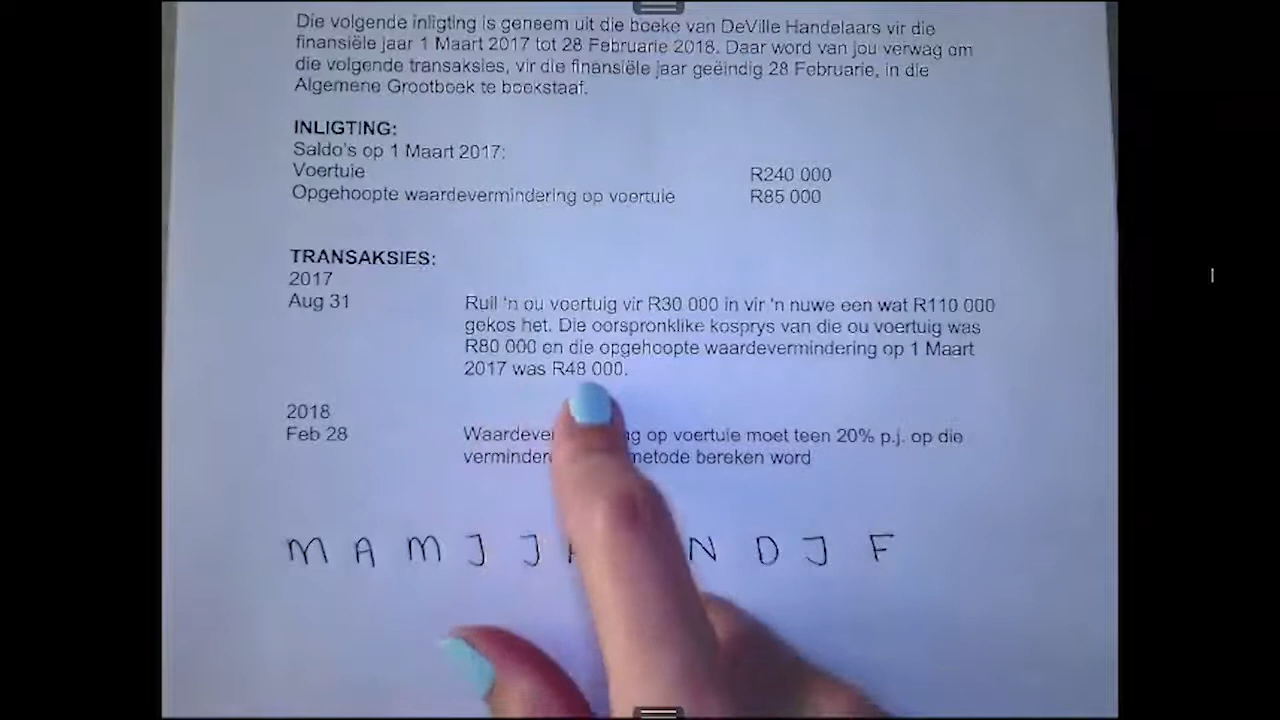 Die volgende inligting is geneem uit die boeke van DeVille Handelaars vir die
finansiële jaar 1 Maart 2017 tot 28 Februarie 2018. Daar word van jou verwag om
die volgende transaksies, vir die finansiële jaar geëindig 28 Februarie, in die
Algemene Grootboek te boekstaaf.
INLIGTING:
Saldo's op 1 Maart 2017:
Voertuie R240 000
Opgehoopte waardevermindering op voertuie R85 000
TRANSAKSIES:
2017
Aug 31 Ruil 'n ou voertuig vir R30 000 in vir 'n nuwe een wat R110 000
gekos het. Die oorspronklike kosprys van die ou voertuig was
R80 000 en die opgehoopte waardevermindering op 1 Maart
2017 was R48 000.
2018
Feb 28 op voertuie moet teen 20% p.j. op die
bereken word
M A M J J N D J F